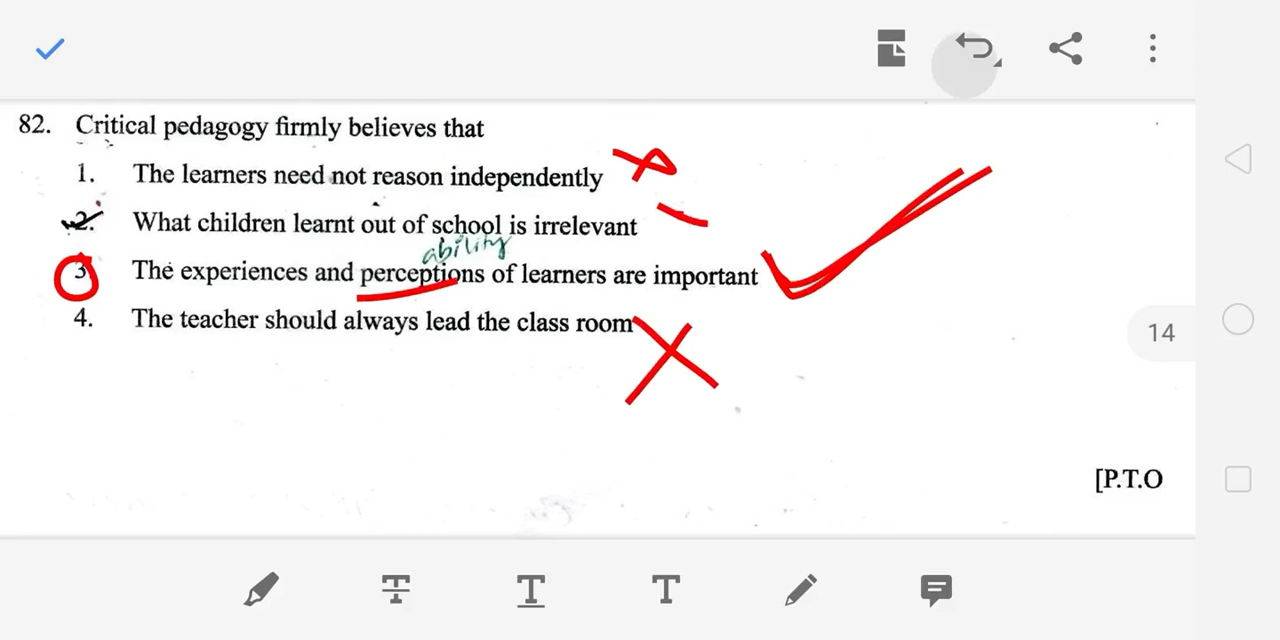 82. Critical pedagogy firmly believes that
1. The learners need not reason independently
2. What children learnt out of school is irrelevant
ability
3. The experiences and perceptions of learners are important
4. The teacher should always lead the class room
14
[P.T.O
T T T